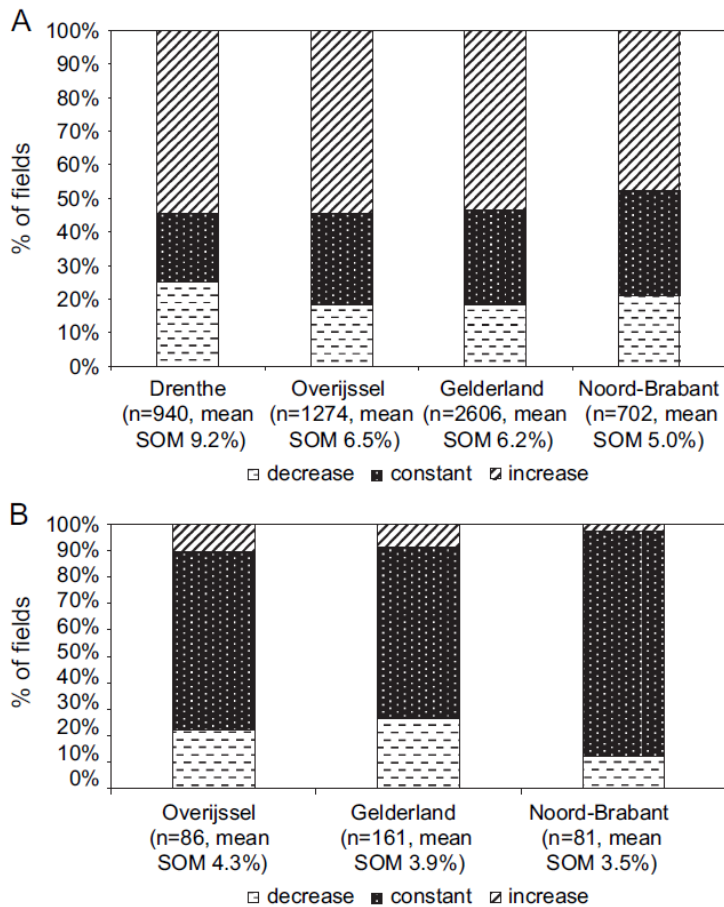 A
100%
90%
80%
70%
60%
50%
40%
30%
20%
10%
0%
% of fields
Drenthe Overijssel Gelderland Noord-Brabant
(n=940, mean (n=1274, mean (n=2606, mean (n=702, mean
SOM 9.2%) SOM 6.5%) SOM 6.2%) SOM 5.0%)
decrease constant increase
B
100%
90%
80%
70%
60%
50%
40%
30%
20%
10%
0%
% of fields
Overijssel Gelderland Noord-Brabant
(n=86, mean (n=161, mean (n=81, mean
SOM 4.3%) SOM 3.9%) SOM 3.5%)
decrease constant increase